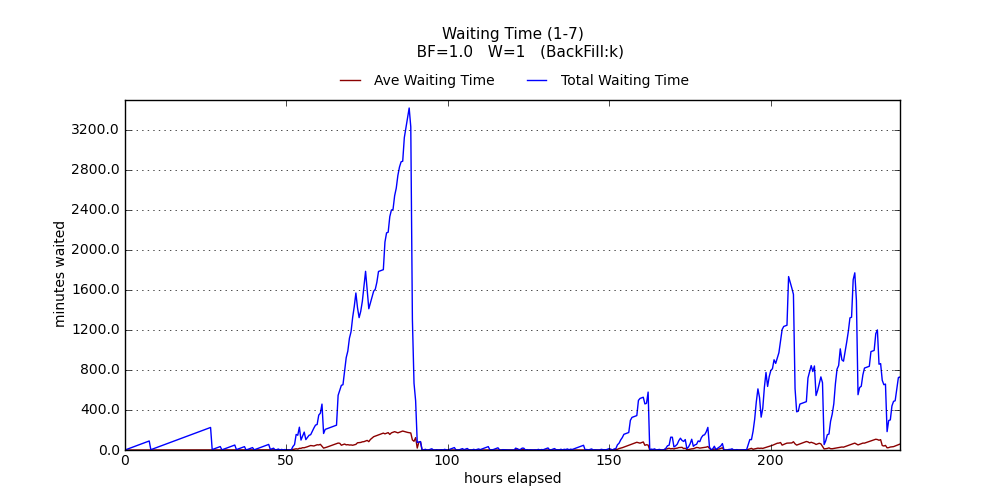 Waiting Time (1-7)
BF=1.0 W=1 (BackFill:k)
Ave Waiting Time
Total Waiting Time
3200.0
2800.0
2400.0
2000.0
1600.0
1200.0
800.0
400.0
0.0
minutes waited
0 50 100 150 200
hours elapsed